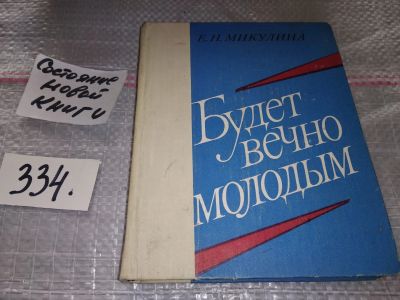 Состояние
новой
книги
334.
Е. Н. МИКУЛИНА
Будет
вечно
молодым